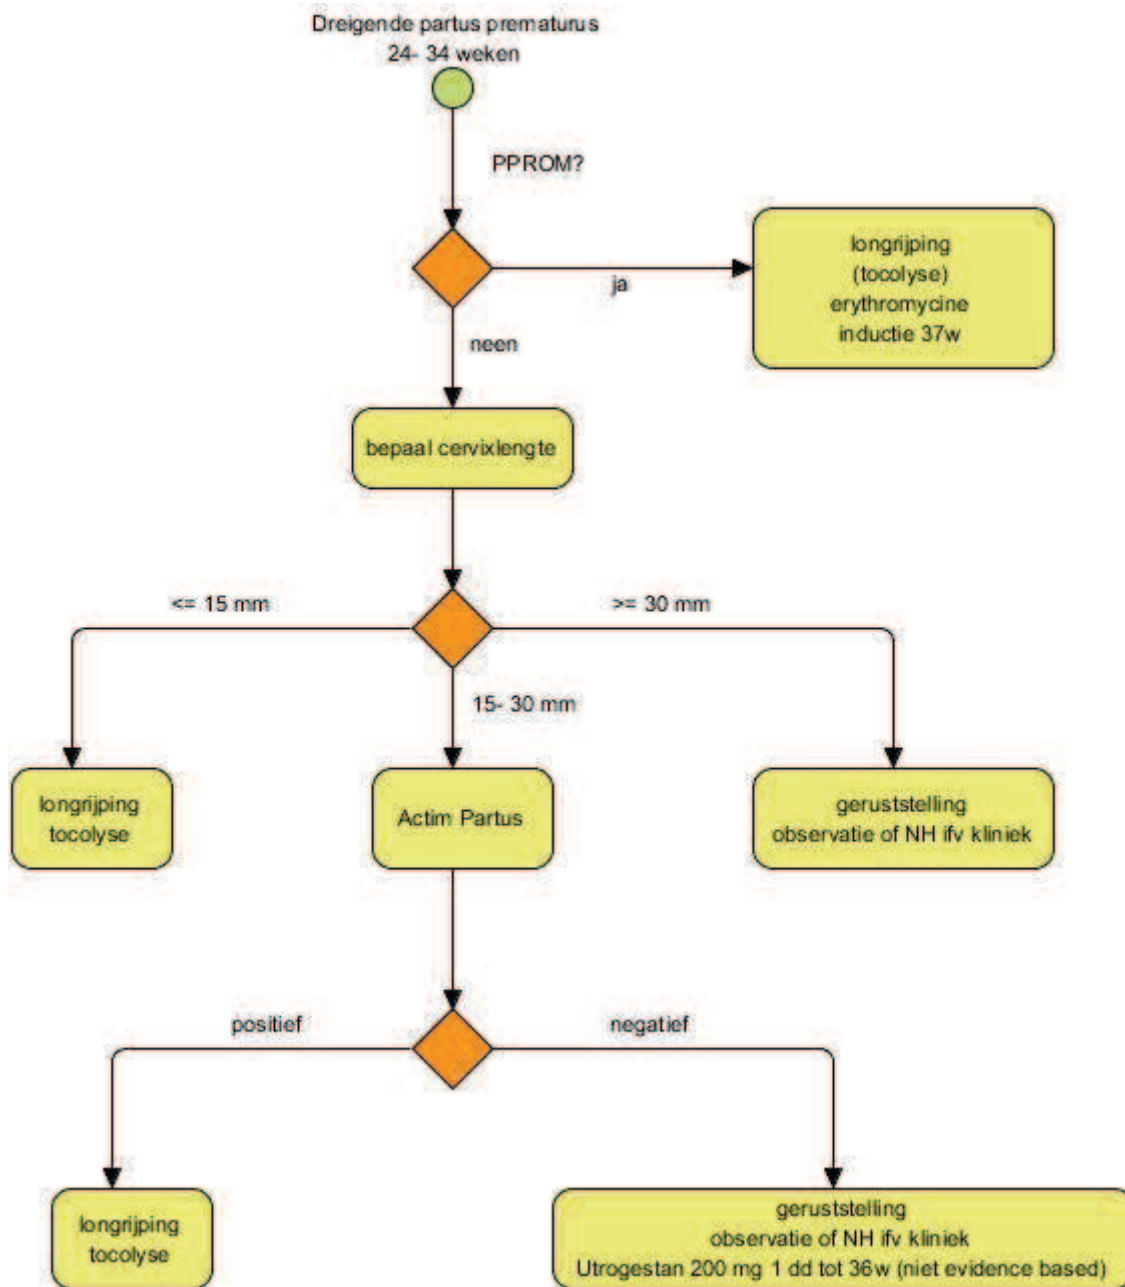 Dreigende partus prematurus
24- 34 weken
PPROM?
ja
longrijping
(tocolyse)
erythromycine
inductie 37w
neen
bepaal cervixlengte
<= 15 mm
>= 30 mm
15- 30 mm
longrijping
tocolyse
Actim Partus
geruststelling
observatie of NH ifv kliniek
positief
negatief
longrijping
tocolyse
geruststelling
observatie of NH ifv kliniek
Utrogestan 200 mg 1 dd tot 36w (niet evidence based)